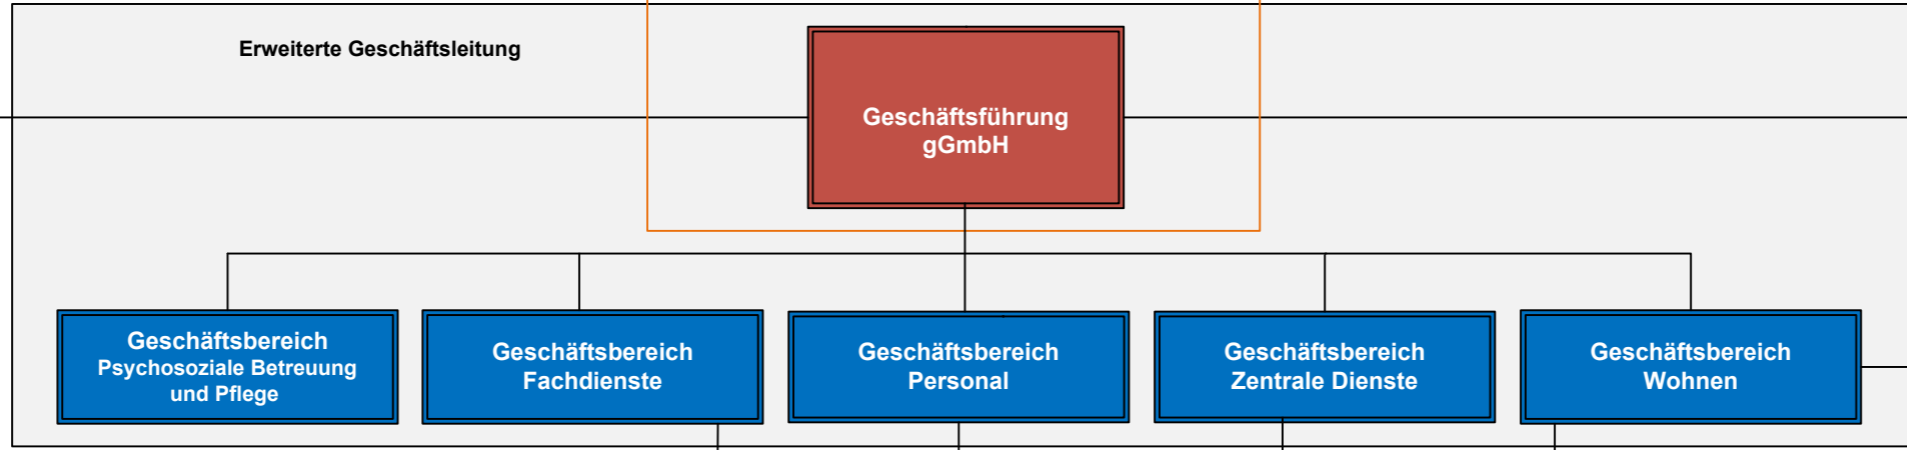 Erweiterte Geschäftsleitung
Geschäftsführung
gGmbH
Geschäftsbereich
Psychosoziale Betreuung
und Pflege
Geschäftsbereich
Fachdienste
Geschäftsbereich
Personal
Geschäftsbereich
Zentrale Dienste
Geschäftsbereich
Wohnen